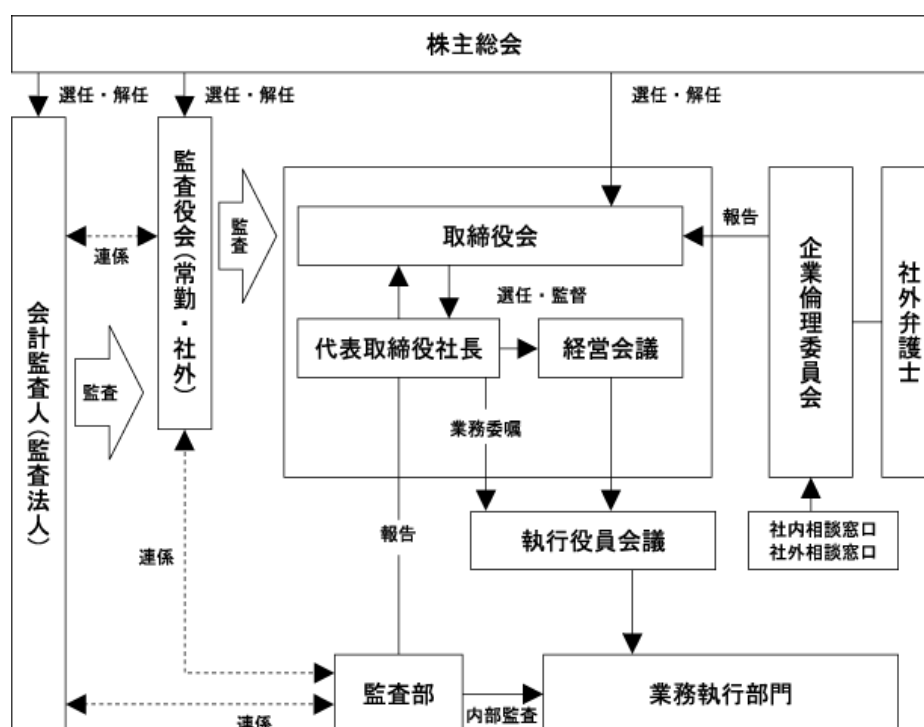 株主総会
選任・解任
選任・解任
選任・解任
会計監査人(監査法人)
監査役会(常勤・社外)
連係
監査
監査
取締役会
選任・監督
代表取締役社長
経営会議
業務委嘱
報告
企業倫理委員会
社外弁護士
社内相談窓口
社外相談窓口
執行役員会議
報告
連係
監査部
内部監査
業務執行部門
連係